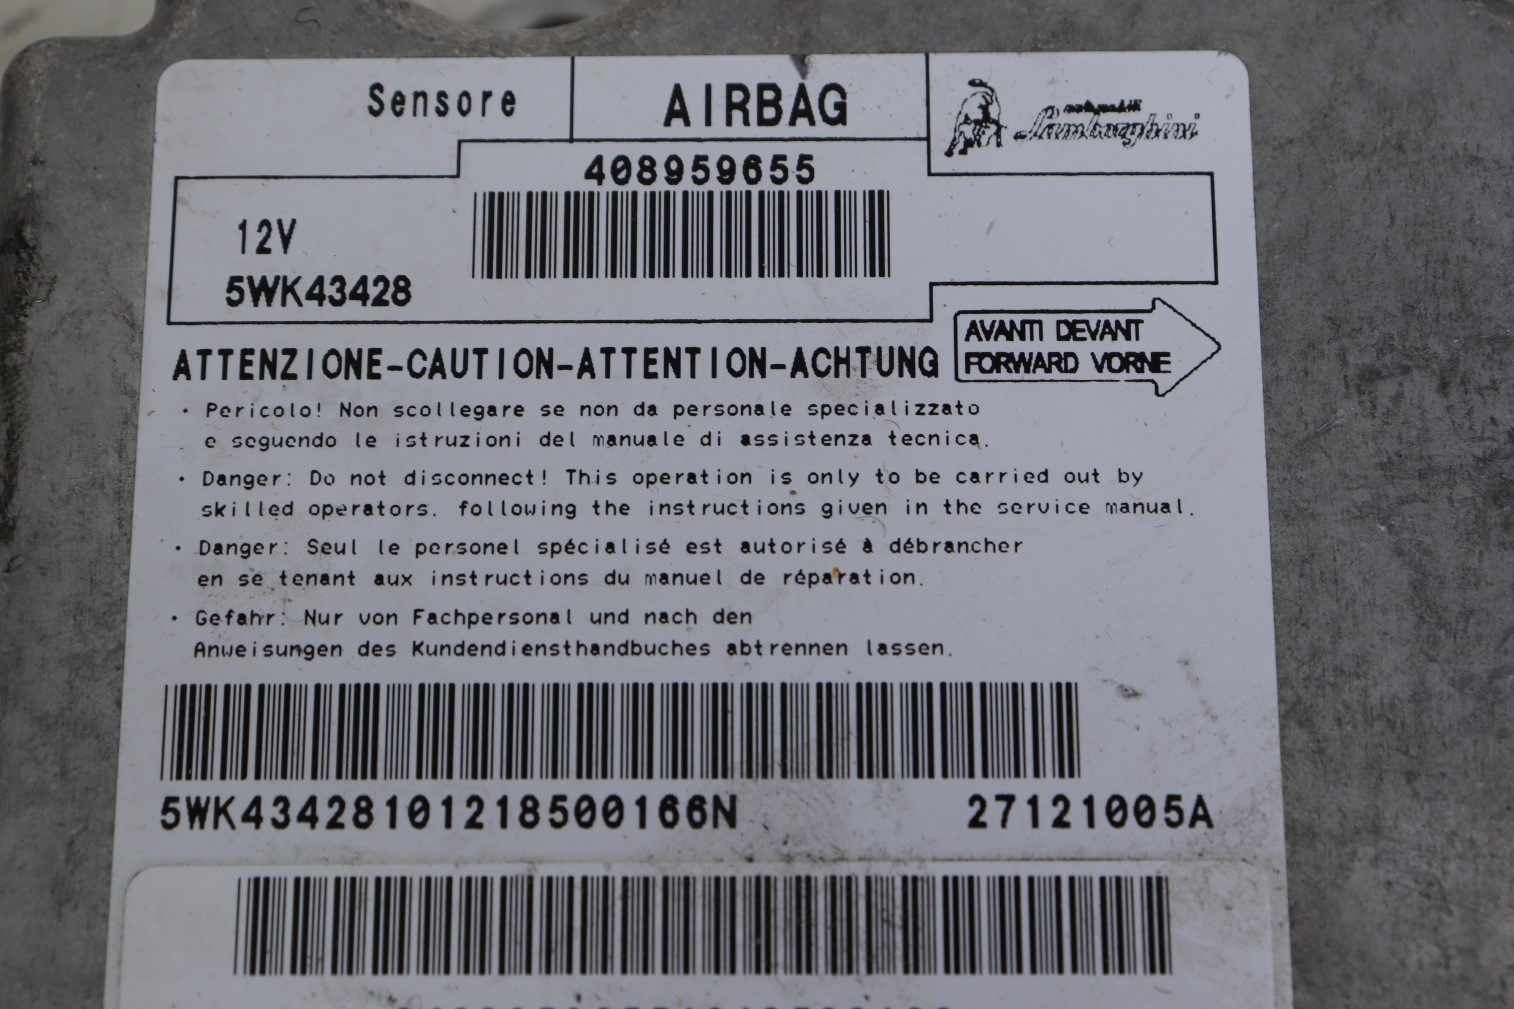 Sensore
AIRBAG
Lamborghini
408959655
12V
5WK43428
ATTENZIONE-CAUTION-ATTENTION-ACHTUNG
AVANTI DEVANT
FORWARD VORNE
· Pericolo! Non scollegare se non da personale specializzato
e seguendo le istruzioni del manuale di assistenza tecnica.
· Danger: Do not disconnect! This operation is only to be carried out by
skilled operators. following the instructions given in the service manual.
· Danger: Seul le personel spécialisé est autorisé à débrancher
en se tenant aux instructions du manuel de réparation.
· Gefahr: Nur von Fachpersonal und nach den
Anweisungen des Kundendiensthandbuches abtrennen lassen.
5WK43428101218500166N
27121005A